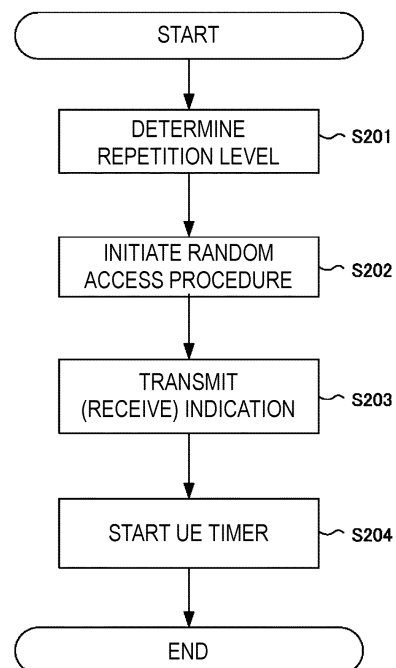 START
DETERMINE
REPETITION LEVEL
S201
INITIATE RANDOM
ACCESS PROCEDURE
S202
TRANSMIT
(RECEIVE) INDICATION
S203
START UE TIMER
S204
END